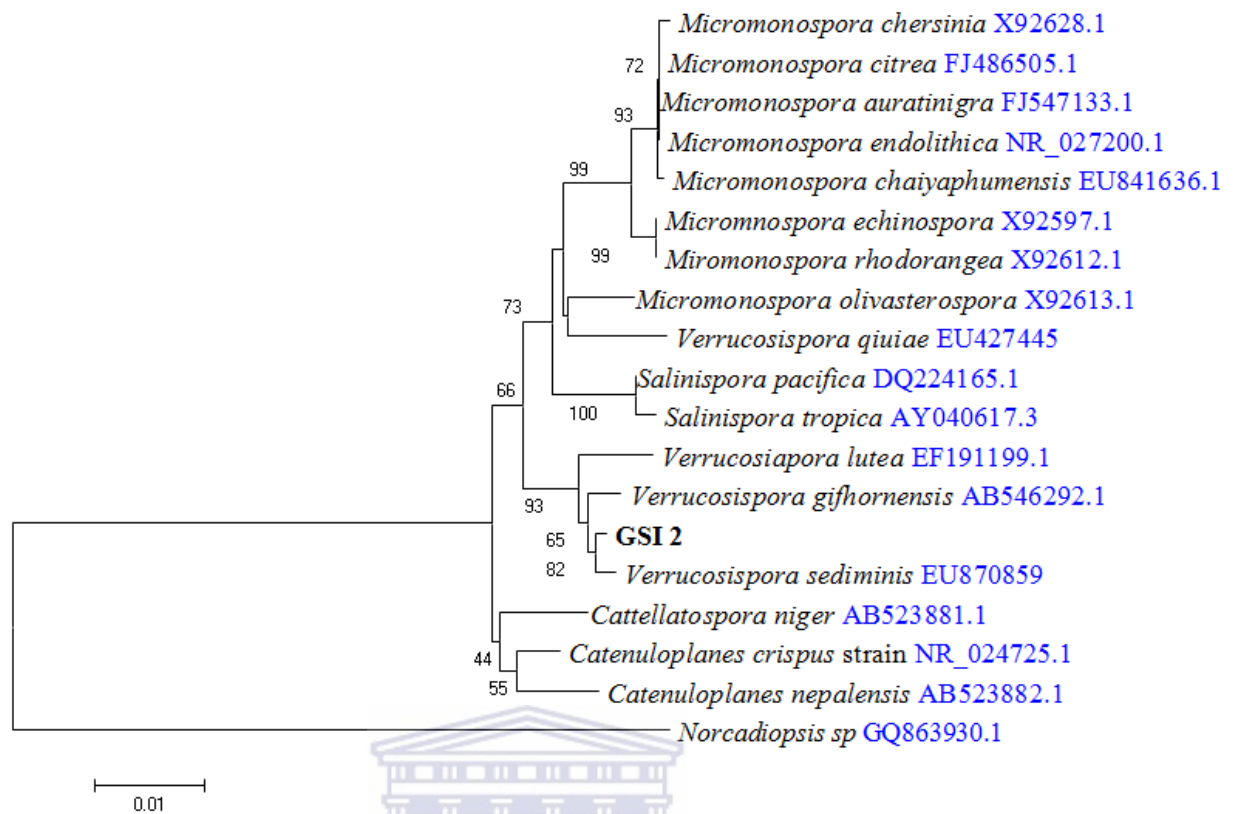 Micromonospora chersinia X92628.1
72
Micromonospora citrea FJ486505.1
Micromonospora auratinigra FJ547133.1
93
Micromonospora endolithica NR_027200.1
99
Micromonospora chaiyaphumensis EU841636.1
Micromnospora echinospora X92597.1
99
Miromonospora rhodorangea X92612.1
73
Micromonospora olivasterospora X92613.1
Verrucosispora qiuiae EU427445
66
Salinispora pacifica DQ224165.1
100
Salinispora tropica AY040617.3
Verrucosiapora lutea EF191199.1
93
Verrucosispora gifhornensis AB546292.1
65
GSI 2
82
Verrucosispora sediminis EU870859
Cattellatospora niger AB523881.1
44
Catenuloplanes crispus strain NR_024725.1
55
Catenuloplanes nepalensis AB523882.1
Norcadiopsis sp GQ863930.1
0.01